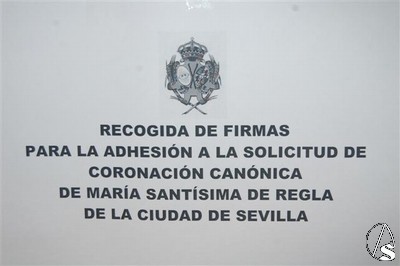 RECOGIDA DE FIRMAS
PARA LA ADHESIÓN A LA SOLICITUD DE
CORONACIÓN CANÓNICA
DE MARÍA SANTÍSIMA DE REGLA
DE LA CIUDAD DE SEVILLA